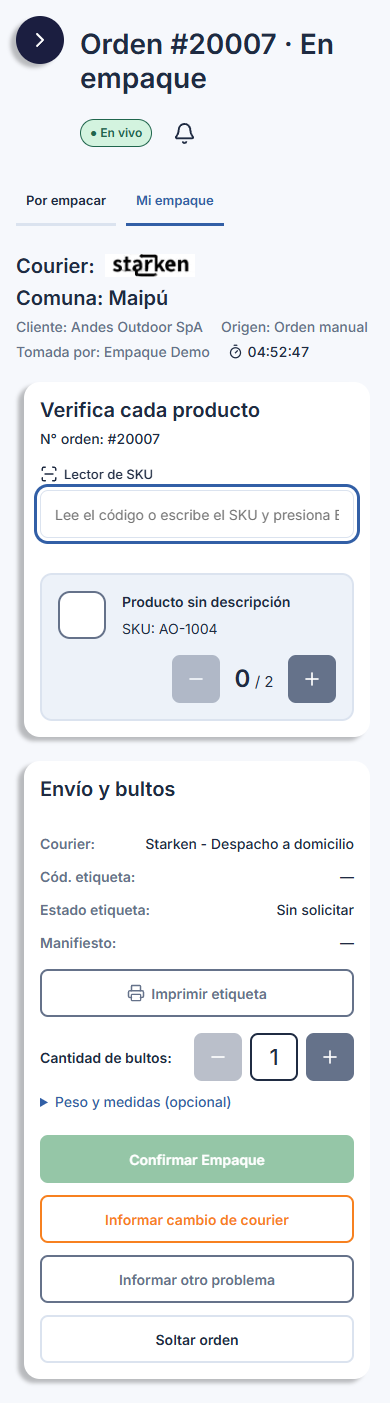 Orden #20007 · En
empaque
● En vivo
Por empacar
Mi empaque
Courier: starken
Comuna: Maipú
Cliente: Andes Outdoor SpA Origen: Orden manual
Tomada por: Empaque Demo 04:52:47
Verifica cada producto
N° orden: #20007
Lector de SKU
Lee el código o escribe el SKU y presiona E
Producto sin descripción
SKU: AO-1004
− 0 / 2 +
Envío y bultos
Courier: Starken - Despacho a domicilio
Cód. etiqueta: —
Estado etiqueta: Sin solicitar
Manifiesto: —
Imprimir etiqueta
Cantidad de bultos: − 1 +
▶ Peso y medidas (opcional)
Confirmar Empaque
Informar cambio de courier
Informar otro problema
Soltar orden